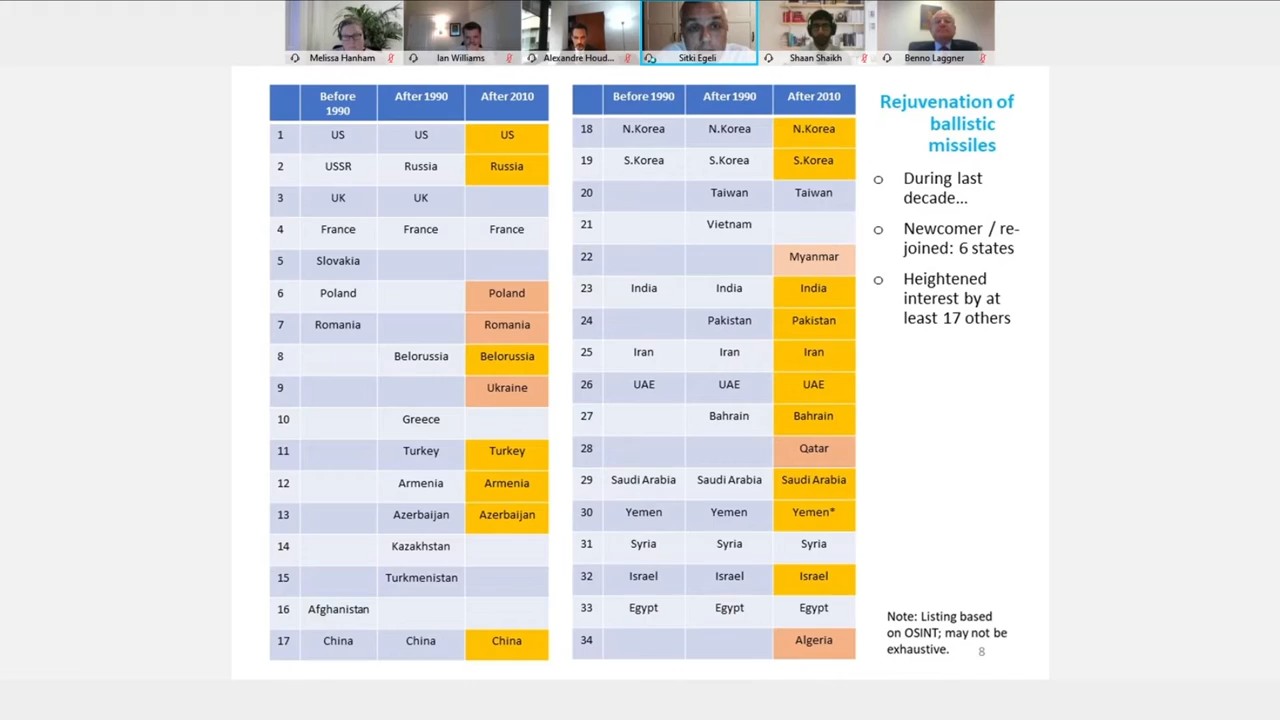 Melissa Hanham
Ian Williams
Alexandre Houd...
Sitki Egeli
Shaan Shaikh
Benno Laggner
Before 1990 After 1990 After 2010
1 US US US
2 USSR Russia Russia
3 UK UK
4 France France France
5 Slovakia
6 Poland Poland
7 Romania Romania
8 Belorussia Belorussia
9 Ukraine
10 Greece
11 Turkey Turkey
12 Armenia Armenia
13 Azerbaijan Azerbaijan
14 Kazakhstan
15 Turkmenistan
16 Afghanistan
17 China China China
Before 1990 After 1990 After 2010
18 N.Korea N.Korea N.Korea
19 S.Korea S.Korea S.Korea
20 Taiwan Taiwan
21 Vietnam
22 Myanmar
23 India India India
24 Pakistan Pakistan
25 Iran Iran Iran
26 UAE UAE UAE
27 Bahrain Bahrain
28 Qatar
29 Saudi Arabia Saudi Arabia Saudi Arabia
30 Yemen Yemen Yemen*
31 Syria Syria Syria
32 Israel Israel Israel
33 Egypt Egypt Egypt
34 Algeria
Rejuvenation of
ballistic
missiles
o During last
decade...
o Newcomer / re-
joined: 6 states
o Heightened
interest by at
least 17 others
Note: Listing based
on OSINT; may not be
exhaustive.
8